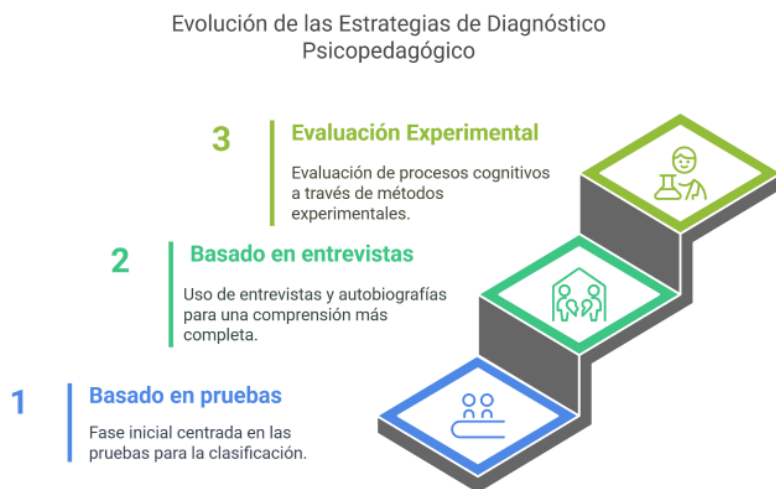 Evolución de las Estrategias de Diagnóstico
Psicopedagógico
3
Evaluación Experimental
Evaluación de procesos cognitivos
a través de métodos
experimentales.
2
Basado en entrevistas
Uso de entrevistas y autobiografías
para una comprensión más
completa.
1
Basado en pruebas
Fase inicial centrada en las
pruebas para la clasificación.